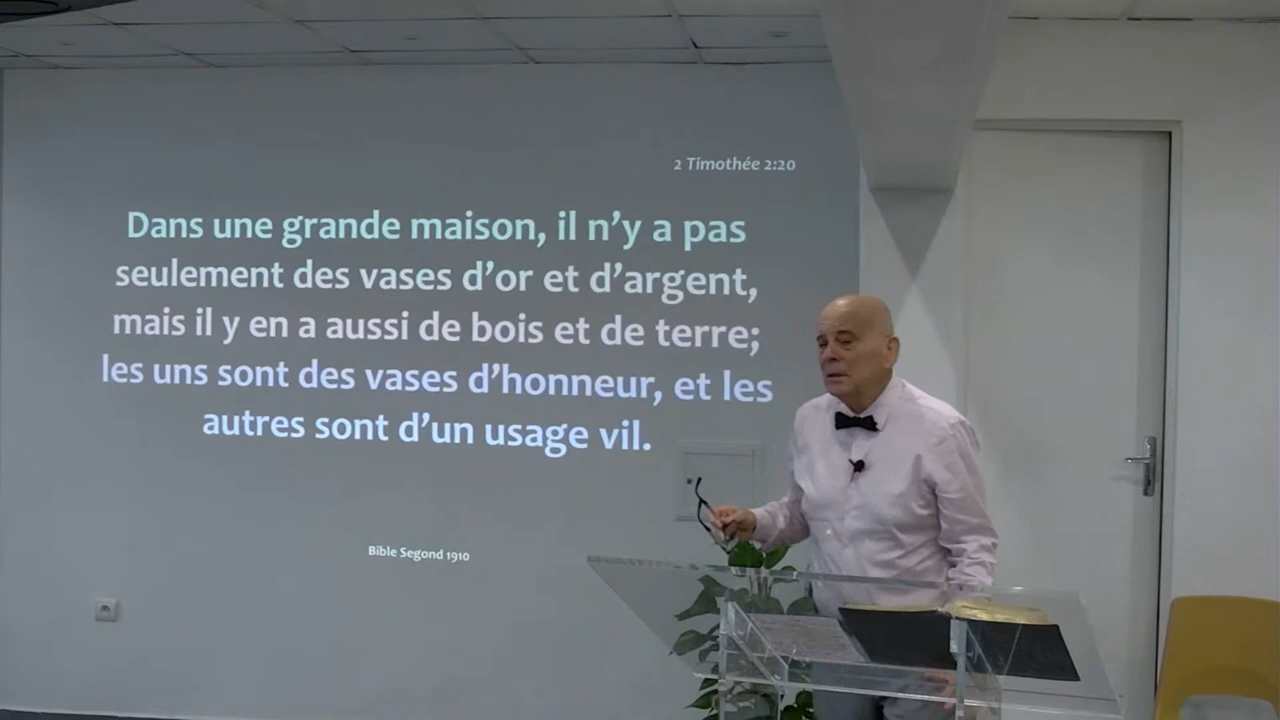 2 Timothée 2:20
Dans une grande maison, il n’y a pas
seulement des vases d’or et d’argent,
mais il y en a aussi de bois et de terre;
les uns sont des vases d’honneur, et les
autres sont d’un usage vil.
Bible Segond 1910